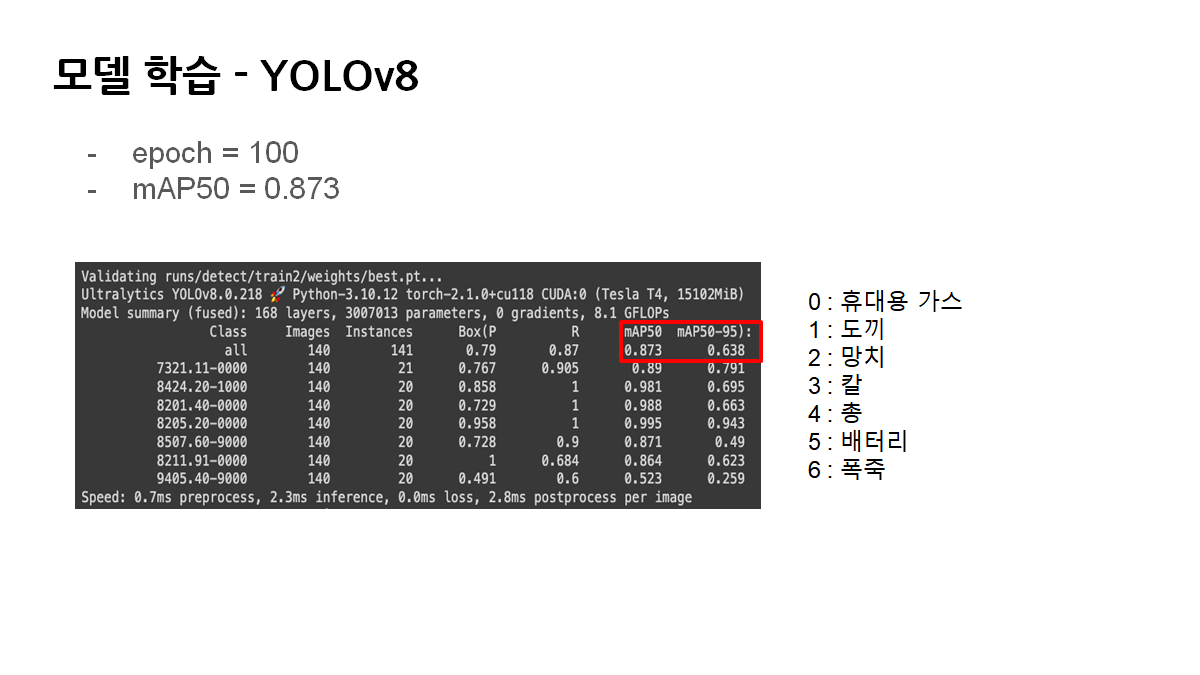 모델 학습 - YOLOv8
- epoch = 100
- mAP50 = 0.873
Validating runs/detect/train2/weights/best.pt...
Ultralytics YOLOv8.0.218 🚀 Python-3.10.12 torch-2.1.0+cu118 CUDA:0 (Tesla T4, 15102MiB)
Model summary (fused): 168 layers, 3007013 parameters, 0 gradients, 8.1 GFLOPs
Class Images Instances Box(P R mAP50 mAP50-95):
all 140 141 0.79 0.87 0.873 0.638
7321.11-0000 140 21 0.767 0.905 0.89 0.791
8424.20-1000 140 20 0.858 1 0.981 0.695
8201.40-0000 140 20 0.729 1 0.988 0.663
8205.20-0000 140 20 0.958 1 0.995 0.943
8507.60-9000 140 20 0.728 0.9 0.871 0.49
8211.91-0000 140 20 1 0.684 0.864 0.623
9405.40-9000 140 20 0.491 0.6 0.523 0.259
Speed: 0.7ms preprocess, 2.3ms inference, 0.0ms loss, 2.8ms postprocess per image
0 : 휴대용 가스
1 : 도끼
2 : 망치
3 : 칼
4 : 총
5 : 배터리
6 : 폭죽